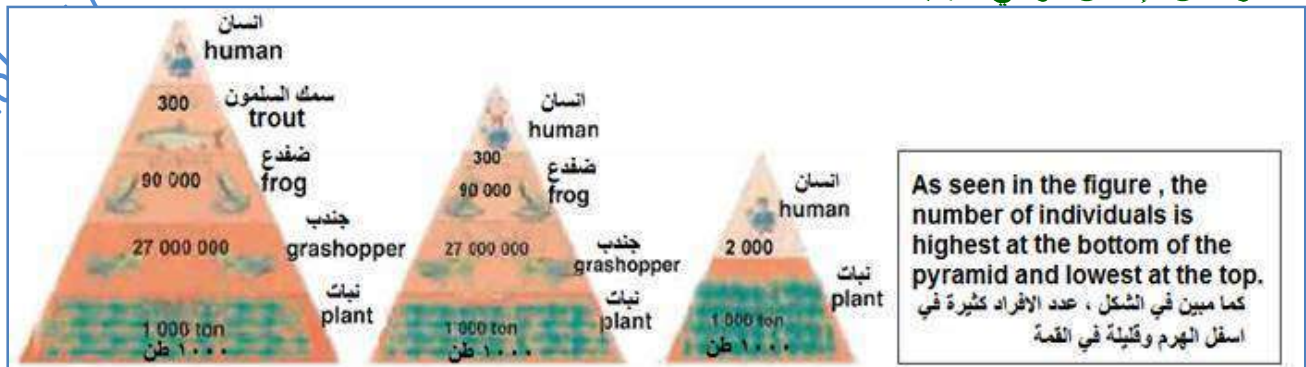 انسان
human
300
سمك السلمون
trout
90 000
ضفدع
frog
27 000 000
جندب
grashopper
نبات
plant
1 000 ton
١٠٠٠ طن
انسان
human
300
ضفدع
frog
90 000
27 000 000
جندب
grashopper
نبات
plant
1 000 ton
١٠٠٠ طن
انسان
human
2 000
نبات
plant
1 000 ton
١٠٠٠ طن
As seen in the figure , the
number of individuals is
highest at the bottom of the
pyramid and lowest at the top.
كما مبين في الشكل ، عدد الافراد كثيرة في
اسفل الهرم وقليلة في القمة